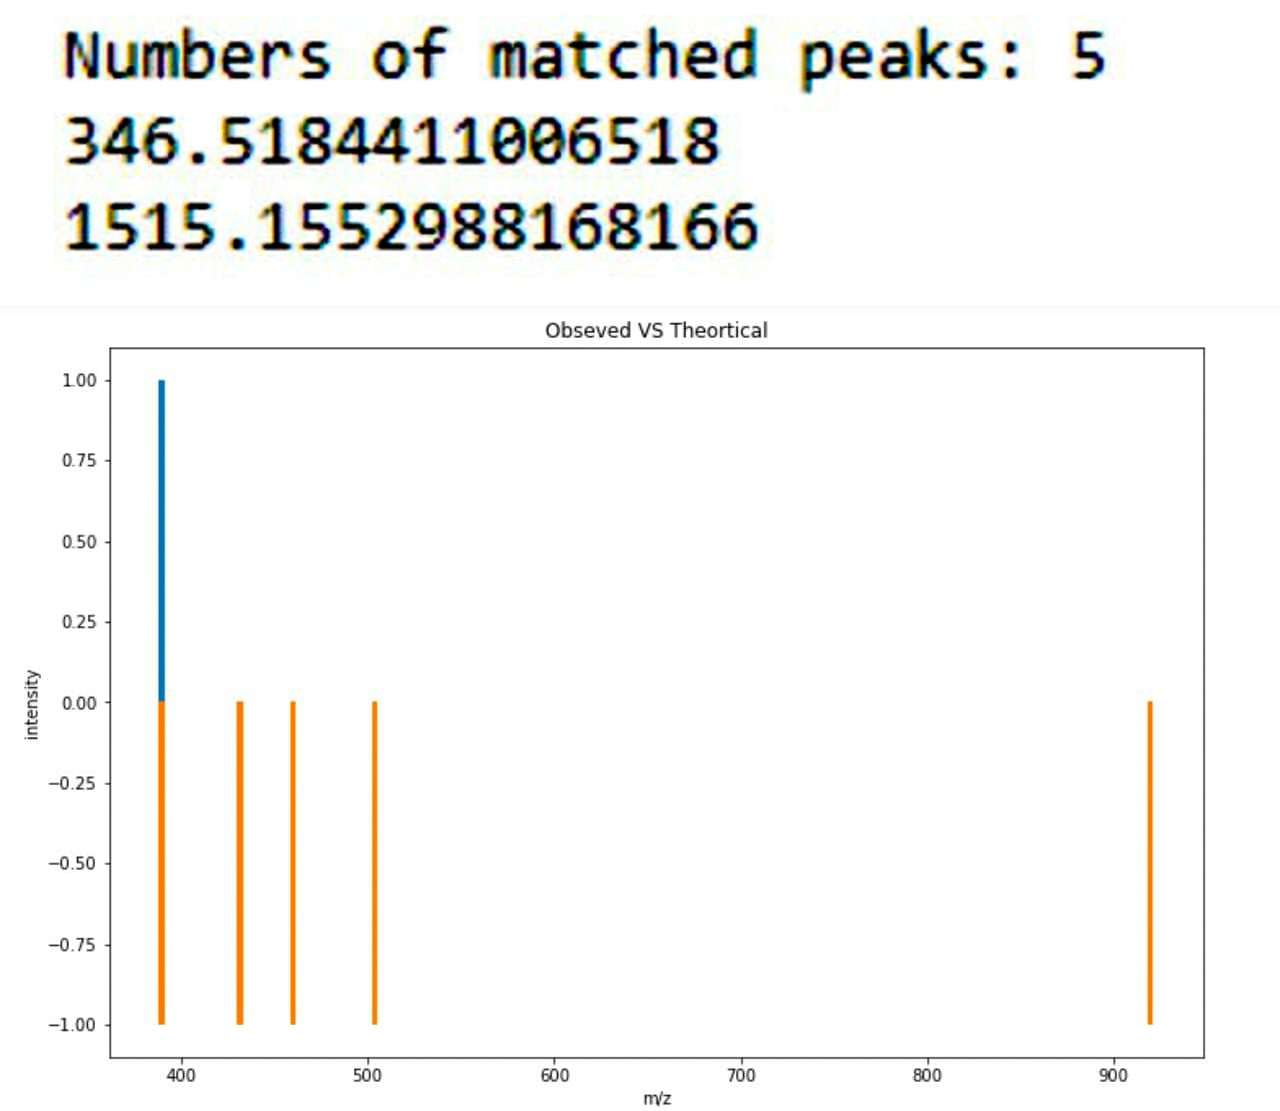 Numbers of matched peaks: 5
346.5184411006518
1515.1552988168166
Obseved VS Theortical
1.00
0.75
0.50
0.25
0.00
−0.25
−0.50
−0.75
−1.00
intensity
400 500 600 700 800 900
m/z